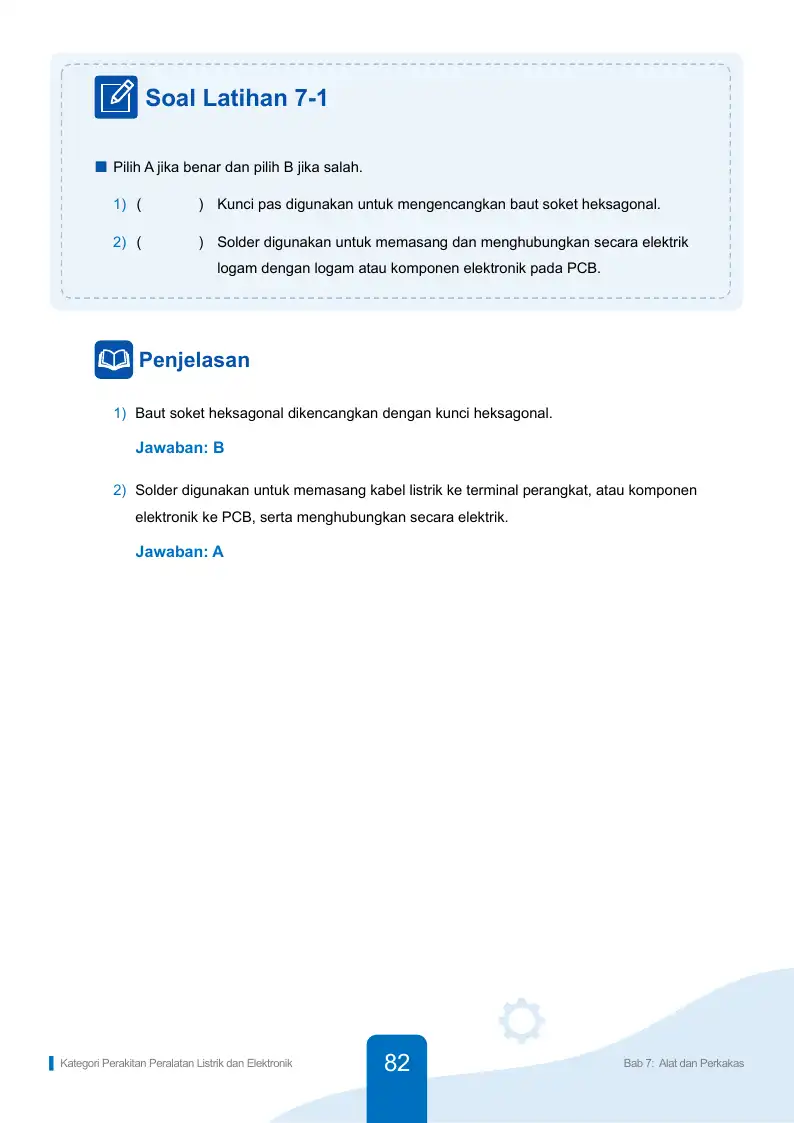 Soal Latihan 7-1
Pilih A jika benar dan pilih B jika salah.
1) ( ) Kunci pas digunakan untuk mengencangkan baut soket heksagonal.
2) ( ) Solder digunakan untuk memasang dan menghubungkan secara elektrik
logam dengan logam atau komponen elektronik pada PCB.
Penjelasan
1) Baut soket heksagonal dikencangkan dengan kunci heksagonal.
Jawaban: B
2) Solder digunakan untuk memasang kabel listrik ke terminal perangkat, atau komponen
elektronik ke PCB, serta menghubungkan secara elektrik.
Jawaban: A
Kategori Perakitan Peralatan Listrik dan Elektronik
82
Bab 7: Alat dan Perkakas